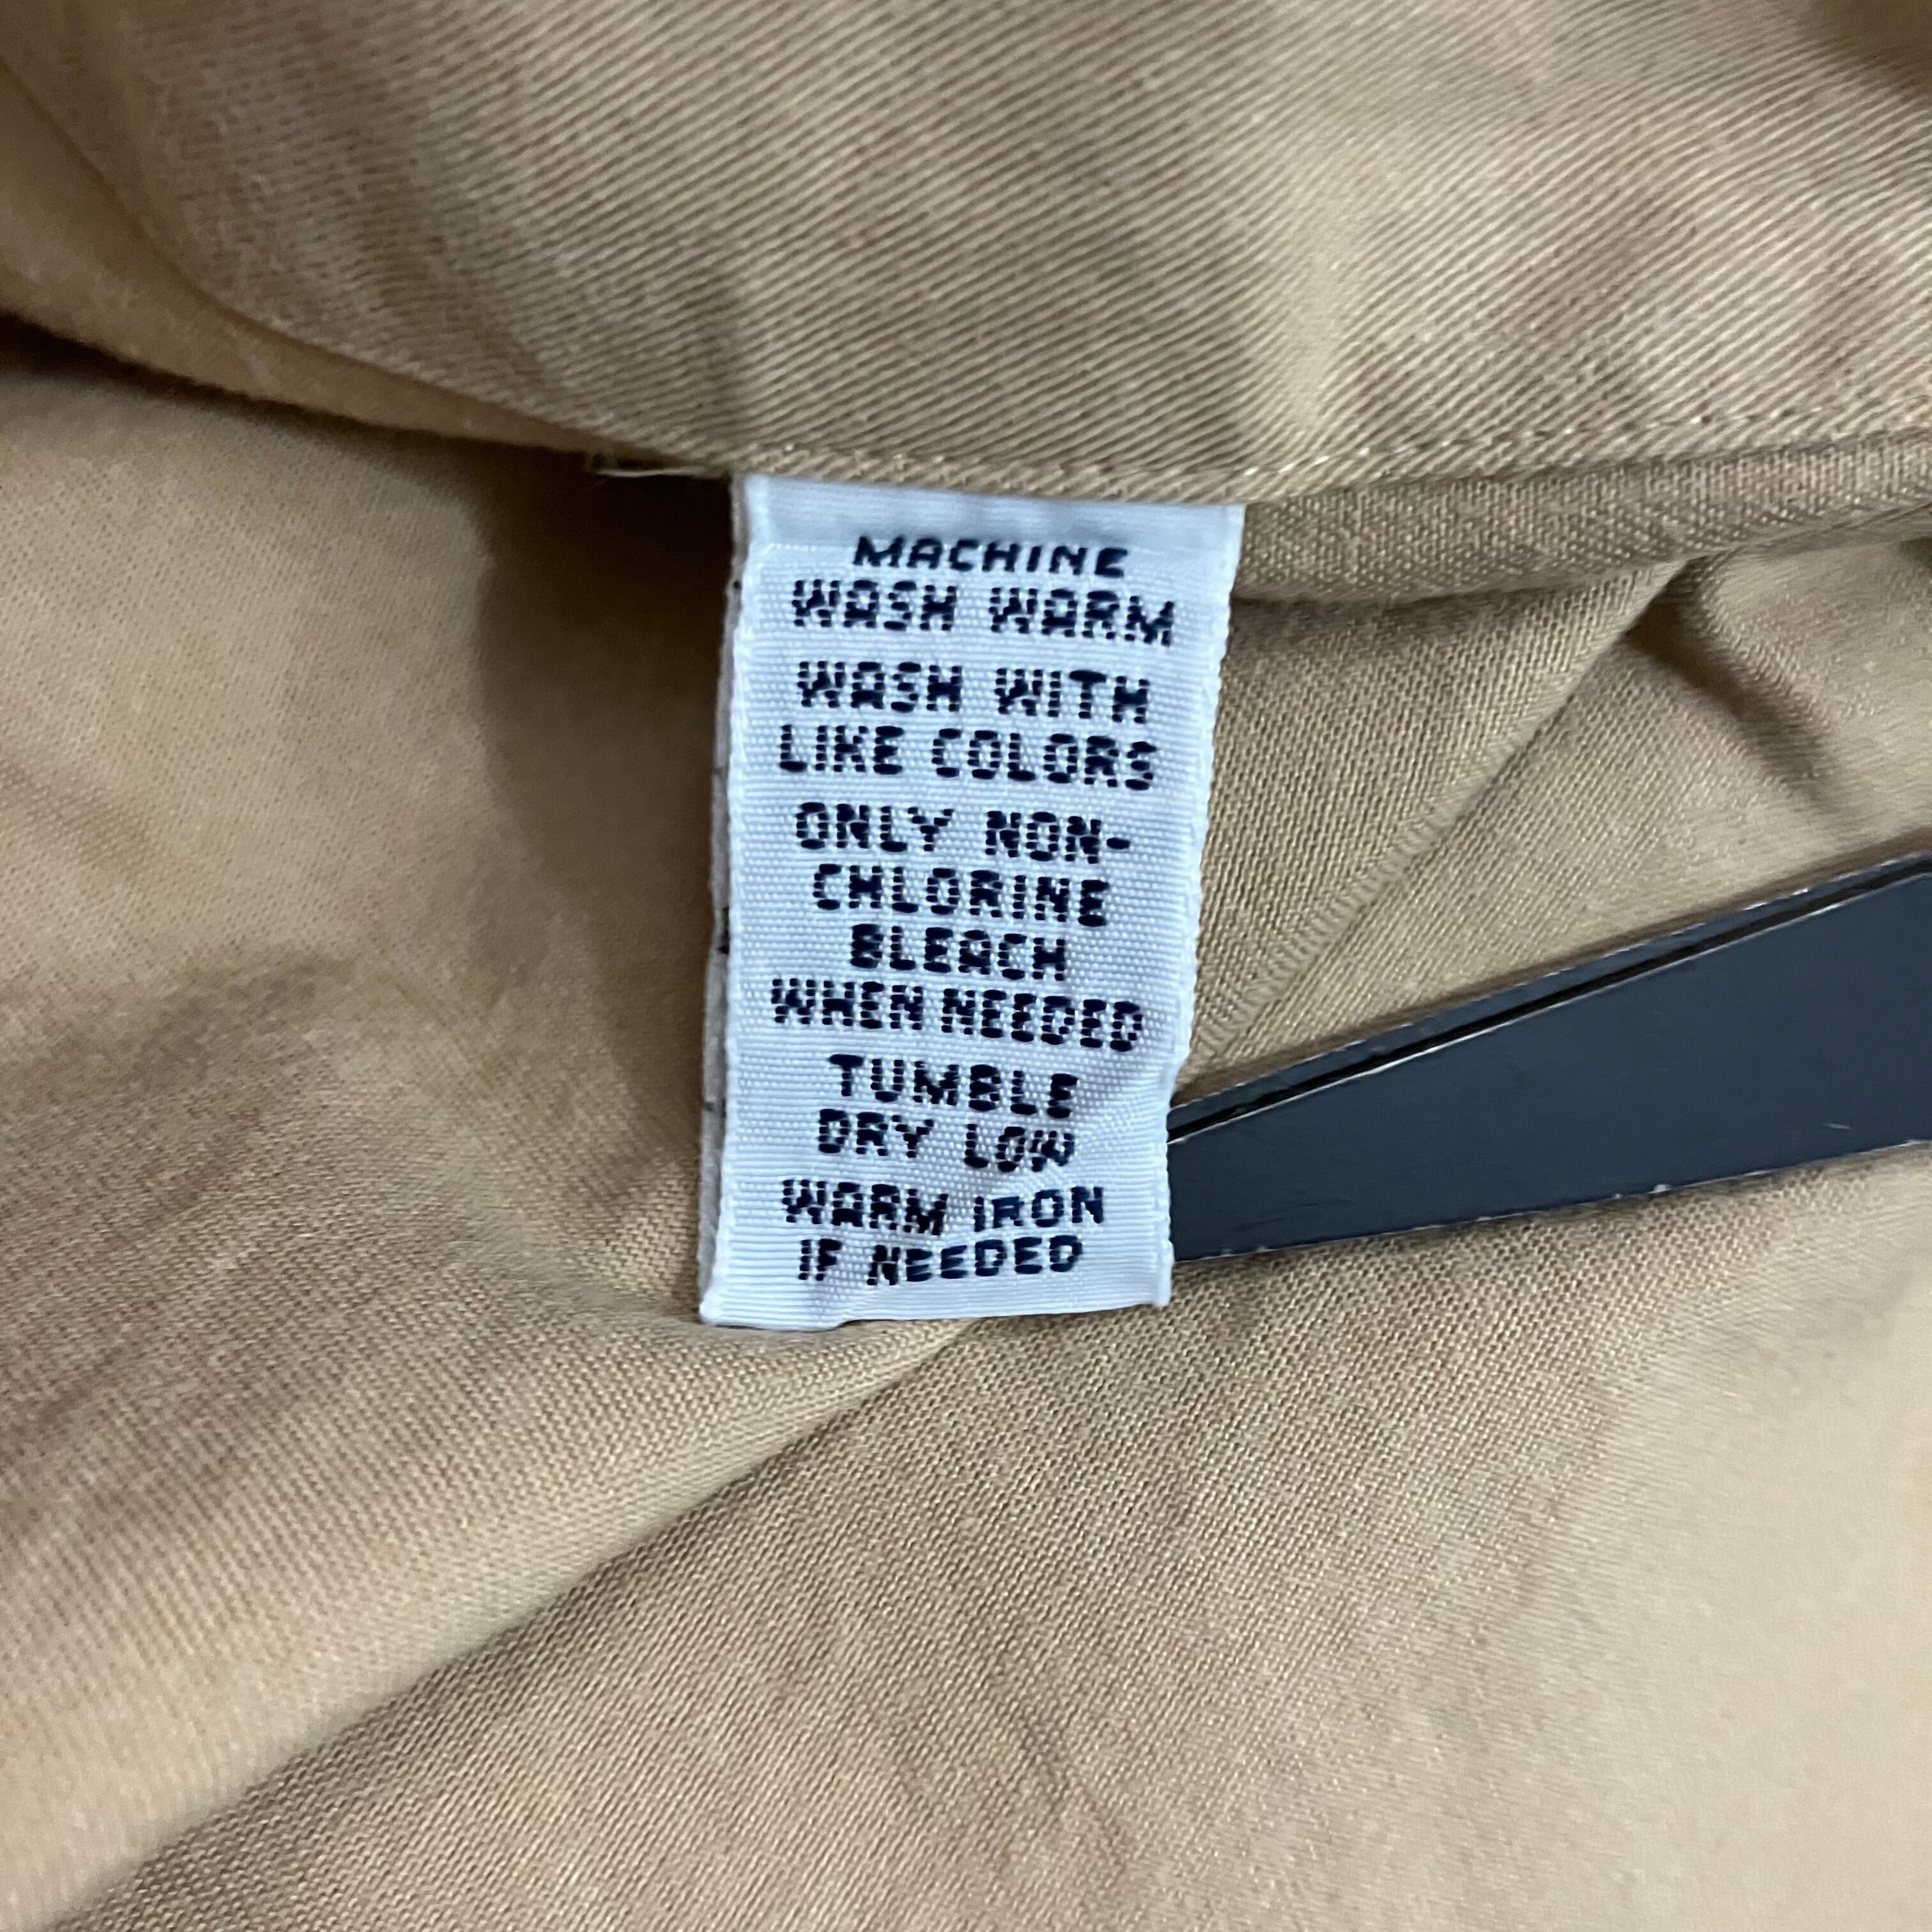 MACHINE
WASH WARM
WASH WITH
LIKE COLORS
ONLY NON-
CHLORINE
BLEACH
WHEN NEEDED
TUMBLE
DRY LOW
WARM IRON
IF NEEDED